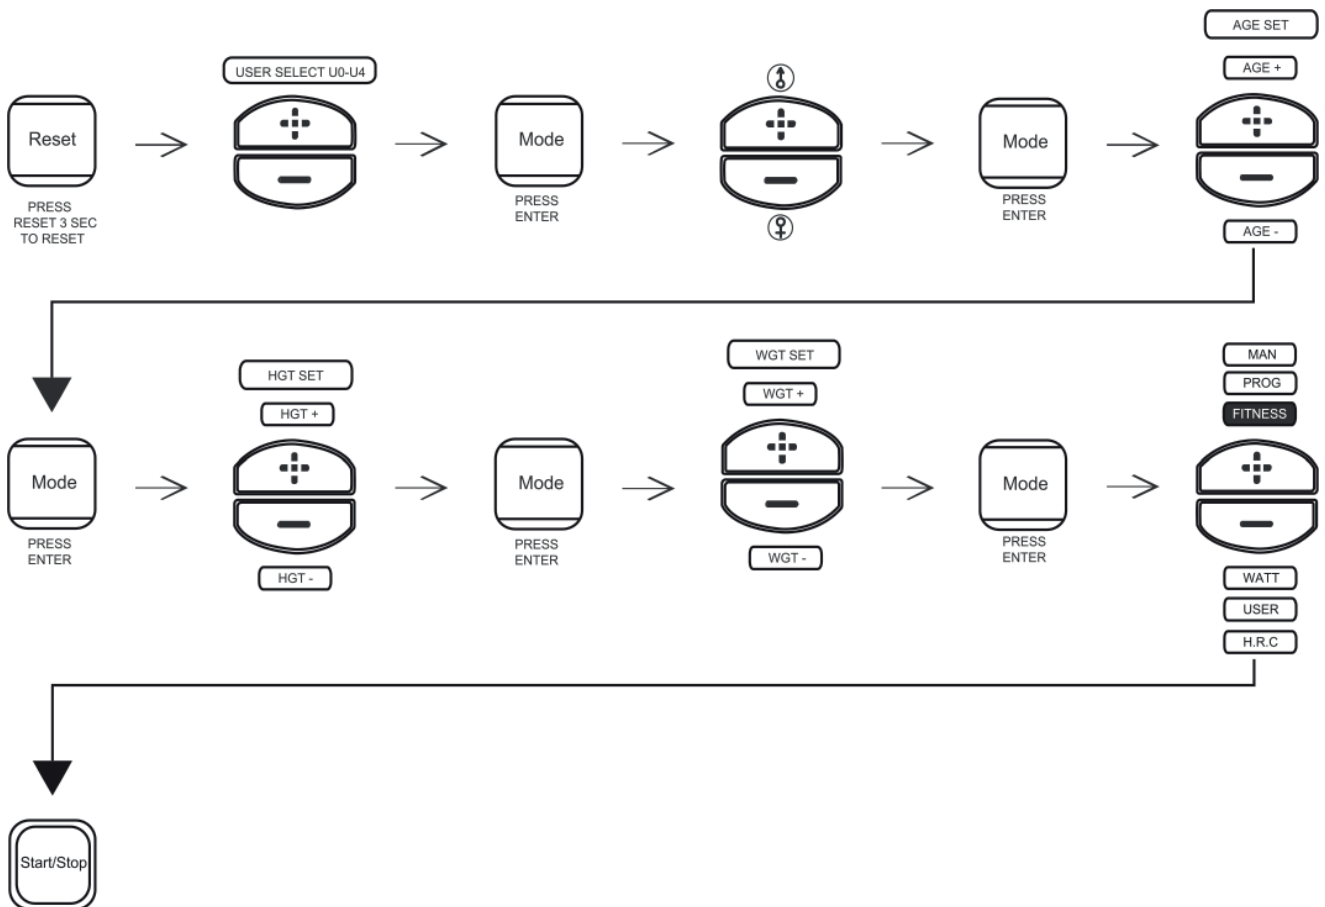 AGE SET
USER SELECT U0-U4
AGE +
Reset
Mode
Mode
PRESS
RESET 3 SEC
TO RESET
PRESS
ENTER
PRESS
ENTER
AGE -
HGT SET
HGT +
WGT SET
WGT +
MAN
PROG
FITNESS
Mode
Mode
Mode
PRESS
ENTER
HGT -
PRESS
ENTER
WGT -
PRESS
ENTER
WATT
USER
H.R.C
Start/Stop